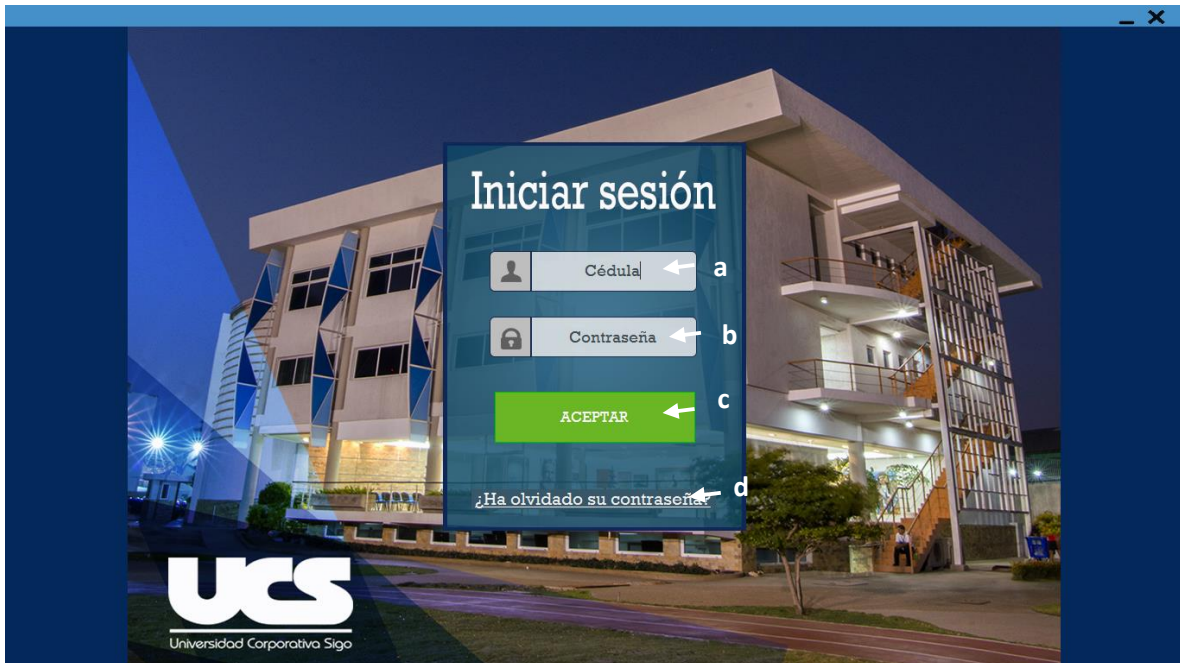 Iniciar sesión
Cédula
a
Contraseña
b
ACEPTAR
c
¿Ha olvidado su contraseña?
d
UCS
Universidad Corporativa Sigo